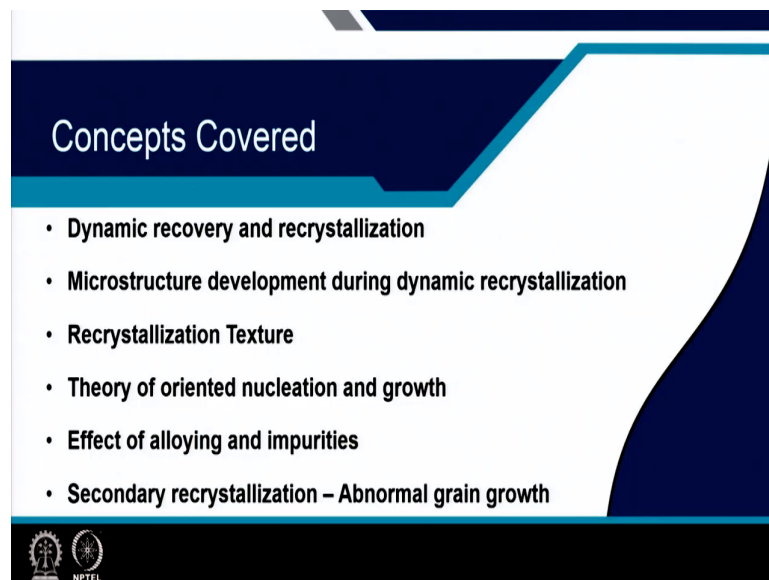 Concepts Covered
• Dynamic recovery and recrystallization
• Microstructure development during dynamic recrystallization
• Recrystallization Texture
• Theory of oriented nucleation and growth
• Effect of alloying and impurities
• Secondary recrystallization – Abnormal grain growth
NPTEL